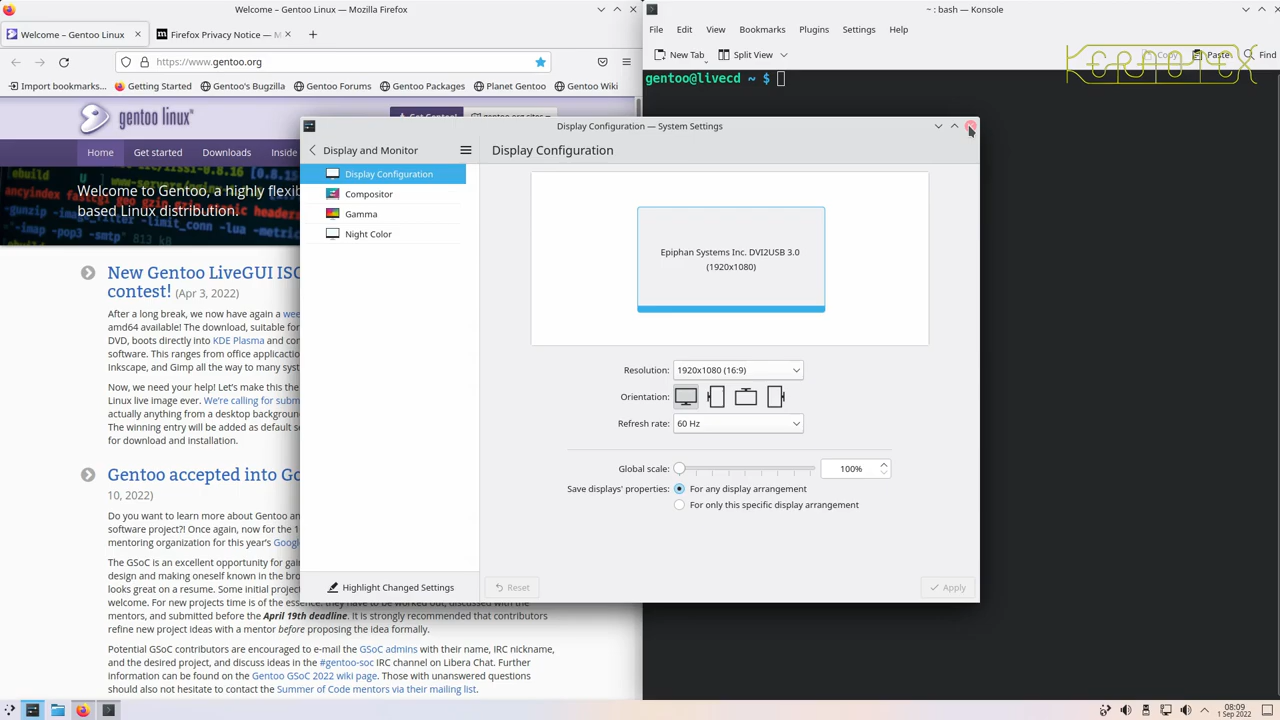 Welcome – Gentoo Linux — Mozilla Firefox
Welcome – Gentoo Linux
Firefox Privacy Notice — M
https://www.gentoo.org
Import bookmarks...
Getting Started
Gentoo's Bugzilla
Gentoo Forums
Gentoo Packages
Planet Gentoo
Gentoo Wiki
gentoo linux
Get Gentoo!
gentoo.org sites
Home
Get started
Downloads
Inside
Welcome to Gentoo, a highly flexi
based Linux distribution.
New Gentoo LiveGUI ISO
contest! (Apr 3, 2022)
After a long break, we now have again a wee
amd64 available! The download, suitable for
DVD, boots directly into KDE Plasma and co
software. This ranges from office applicactio
Inkscape, and Gimp all the way to many sys
Now, we need your help! Let's make this the
Linux live image ever. We're calling for subm
actually anything from a desktop backgroun
The winning entry will be added as default s
for download and installation.
Gentoo accepted into Go
10, 2022)
Do you want to learn more about Gentoo an
software project?! Once again, now for the 1
mentoring organization for this year's Goog
The GSoC is an excellent opportunity for gai
design and making oneself known in the bro
looks great on a resume. Some initial projec
welcome. For new projects time is of the essence: they have to be worked out, discussed with the
mentors, and submitted before the April 19th deadline. It is strongly recommended that contributors
refine new project ideas with a mentor before proposing the idea formally.
Potential GSoC contributors are encouraged to e-mail the GSoC admins with their name, IRC nickname,
and the desired project, and discuss ideas in the #gentoo-soc IRC channel on Libera Chat. Further
information can be found on the Gentoo GSoC 2022 wiki page. Those with unanswered questions
should also not hesitate to contact the Summer of Code mentors via their mailing list.
~ : bash — Konsole
File
Edit
View
Bookmarks
Plugins
Settings
Help
New Tab
Split View
Copy
Paste
Find
gentoo@livecd ~ $
Display Configuration — System Settings
Display and Monitor
Display Configuration
Compositor
Gamma
Night Color
Highlight Changed Settings
Display Configuration
Epiphan Systems Inc. DVI2USB 3.0
(1920x1080)
Resolution:
1920x1080 (16:9)
Orientation:
Refresh rate:
60 Hz
Global scale:
100%
Save displays' properties:
For any display arrangement
For only this specific display arrangement
Reset
Apply
08:09
1 Sep 2022